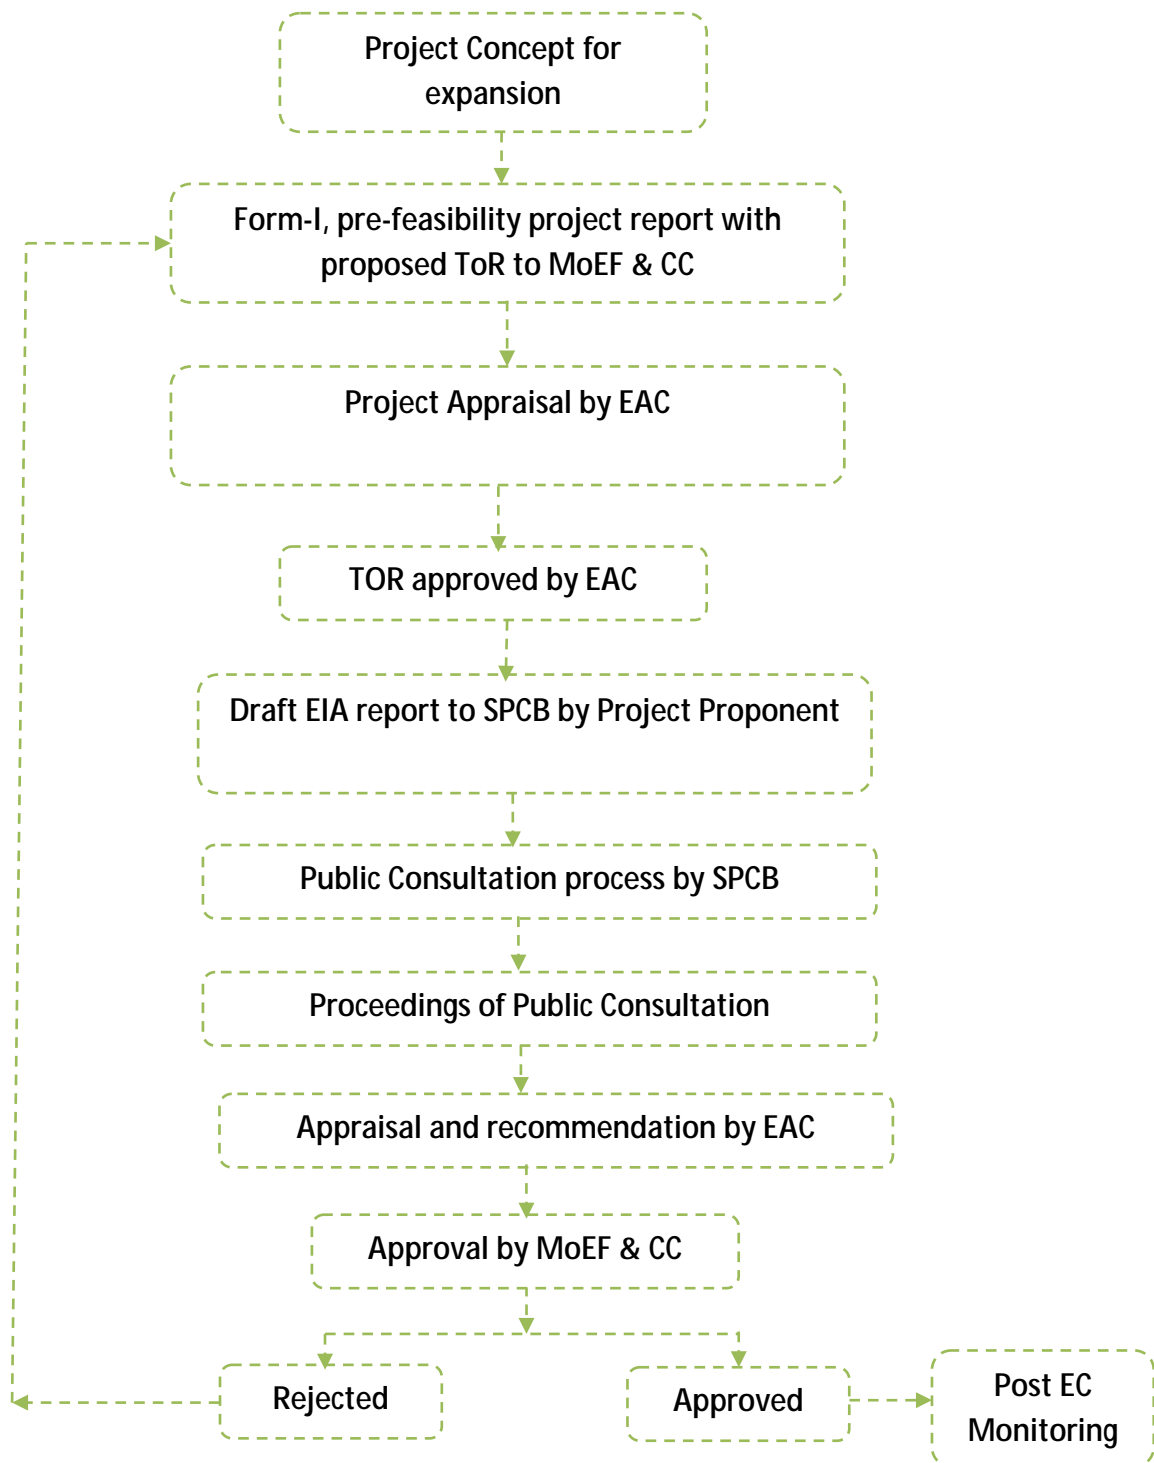 Project Concept for
expansion
Form-I, pre-feasibility project report with
proposed ToR to MoEF & CC
Project Appraisal by EAC
TOR approved by EAC
Draft EIA report to SPCB by Project Proponent
Public Consultation process by SPCB
Proceedings of Public Consultation
Appraisal and recommendation by EAC
Approval by MoEF & CC
Rejected
Approved
Post EC
Monitoring